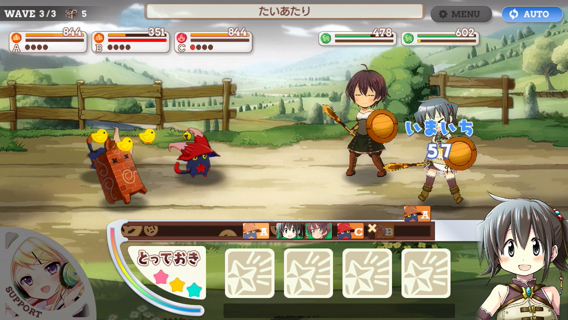 WAVE 3/3 5
たいあたり
MENU
AUTO
844
351
844
478
602
A
B
C
いまいち
57
A
A
C
B
とっておき
SUPPORT